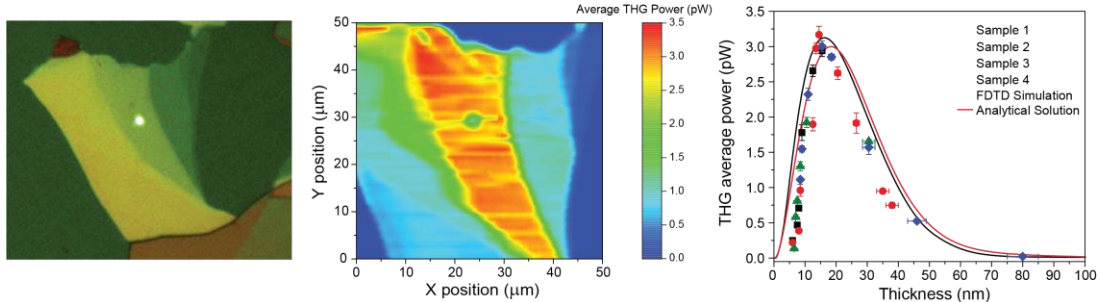 Average THG Power (pW)
50
40
30
20
10
0
Y position (μm)
0 10 20 30 40 50
X position (μm)
3.5
3.0
2.5
2.0
1.5
1.0
0.5
0.0
3.5
3.0
2.5
2.0
1.5
1.0
0.5
0.0
THG average power (pW)
0 10 20 30 40 50 60 70 80 90 100
Thickness (nm)
Sample 1
Sample 2
Sample 3
Sample 4
FDTD Simulation
Analytical Solution